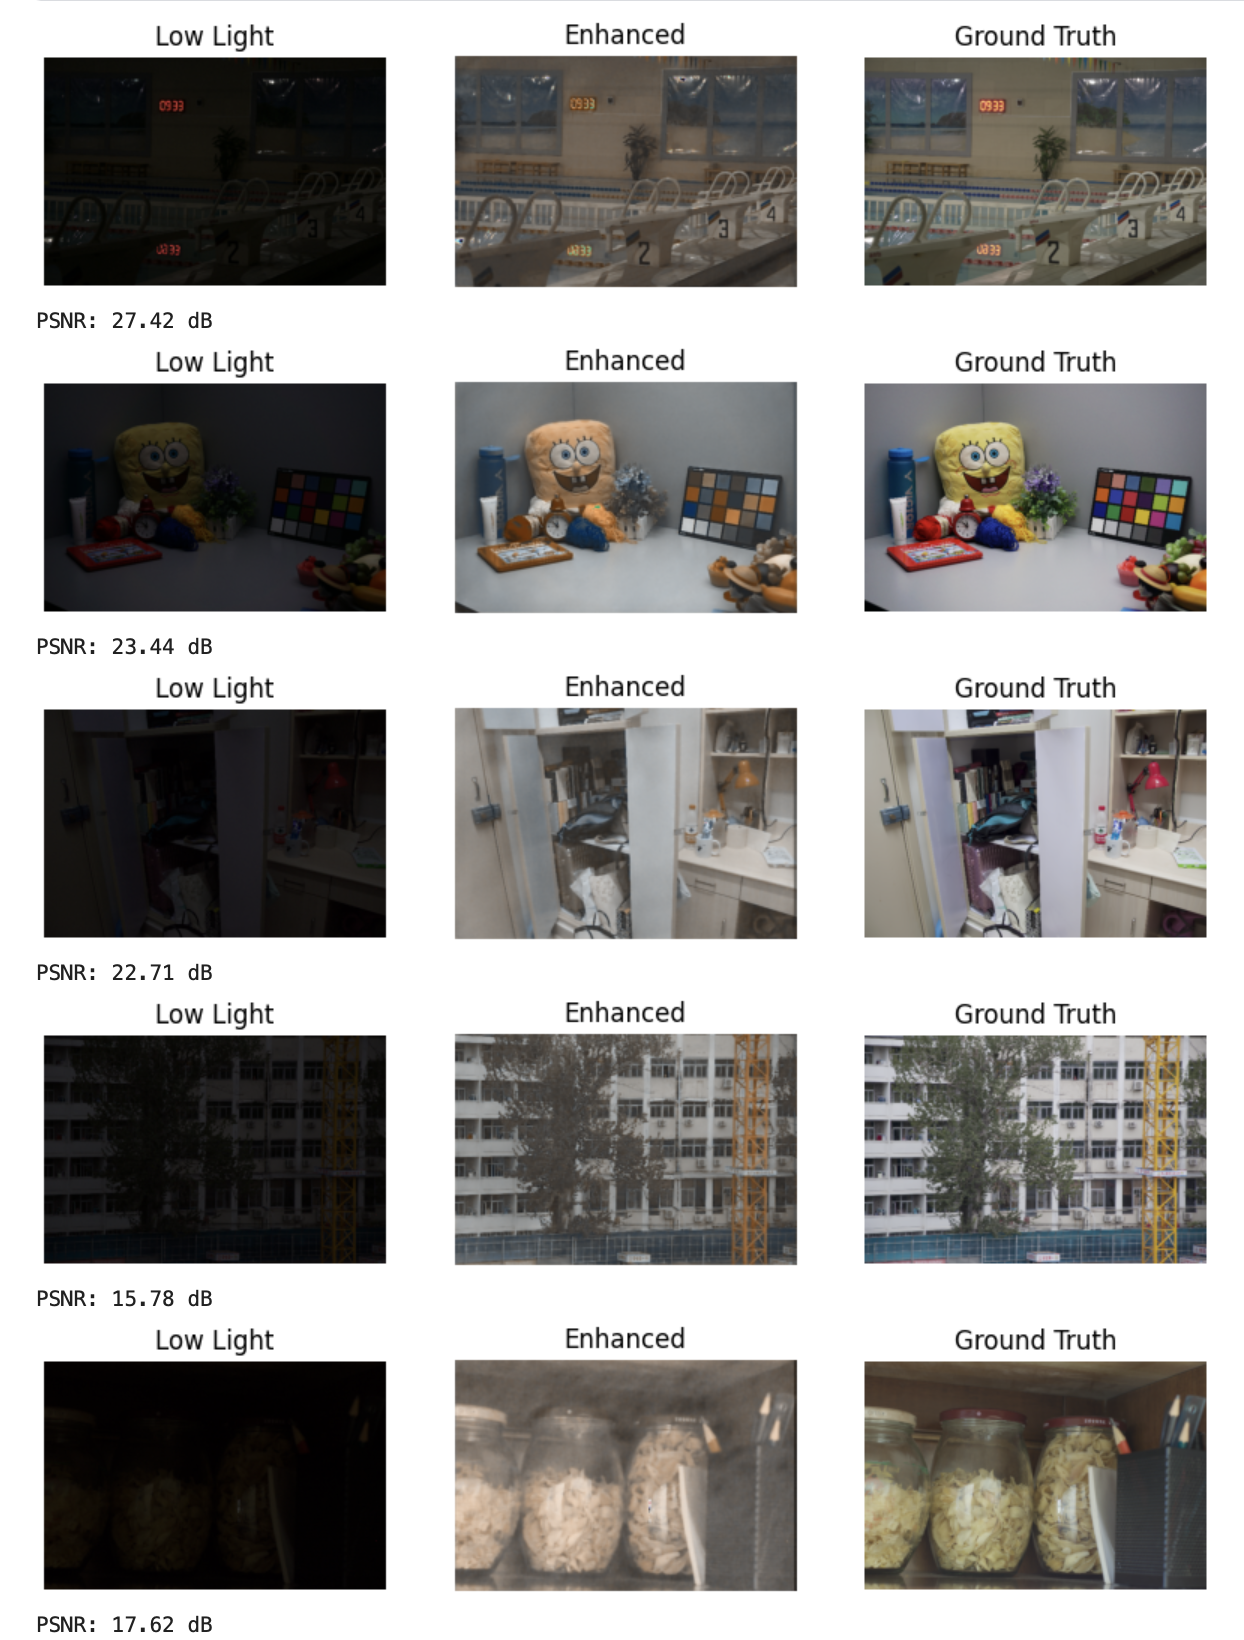 Low Light Enhanced Ground Truth
0933 0933 0933
4 4 4
3 3 3
2 2 2
PSNR: 27.42 dB
Low Light Enhanced Ground Truth
PSNR: 23.44 dB
Low Light Enhanced Ground Truth
PSNR: 22.71 dB
Low Light Enhanced Ground Truth
PSNR: 15.78 dB
Low Light Enhanced Ground Truth
PSNR: 17.62 dB